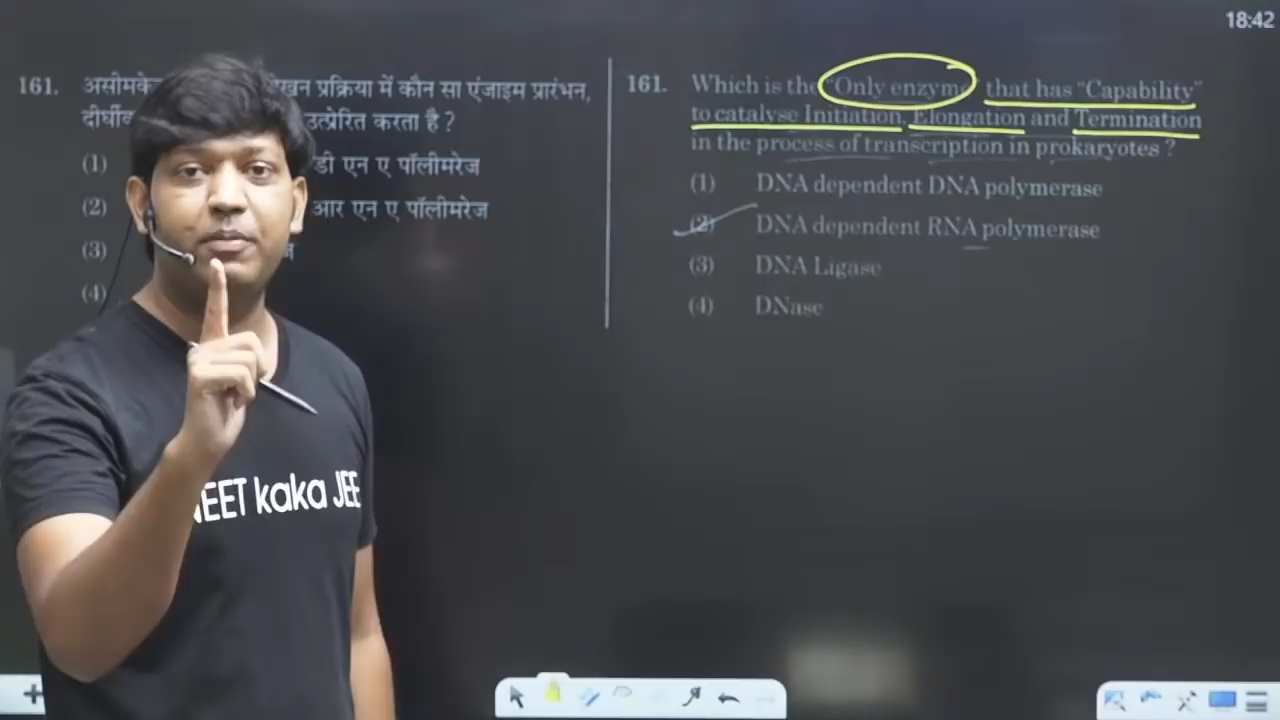 18:42
161. असीमके खन प्रक्रिया में कौन सा एंजाइम प्रारंभन,
दीर्घीक उत्प्रेरित करता है ?
(1) डी एन ए पॉलीमरेज
(2) आर एन ए पॉलीमरेज
(3)
(4)
161. Which is the "Only enzyme that has "Capability"
to catalyse Initiation, Elongation and Termination
in the process of transcription in prokaryotes ?
(1) DNA dependent DNA polymerase
(2) DNA dependent RNA polymerase
(3) DNA Ligase
(4) DNase
NEET kaka JEE